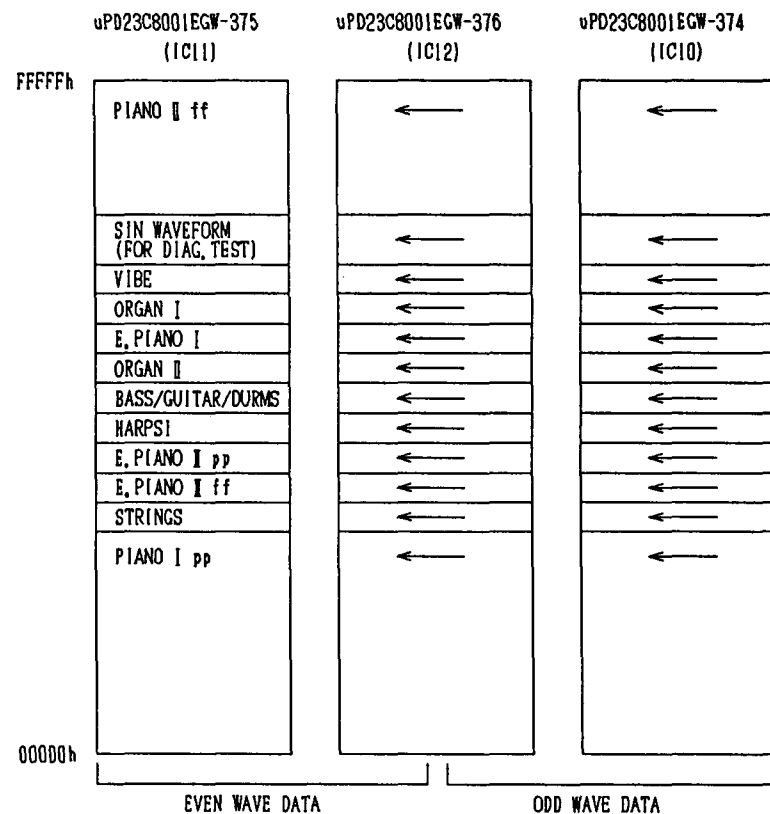 uPD23C8001EGW-375 uPD23C8001EGW-376 uPD23C8001EGW-374
(IC11) (IC12) (IC10)
FFFFFh
PIANO II ff
SIN WAVEFORM
(FOR DIAG. TEST)
VIBE
ORGAN I
E. PIANO I
ORGAN II
BASS/GUITAR/DURMS
HARPSI
E. PIANO II pp
E. PIANO II ff
STRINGS
PIANO I pp
00000h
EVEN WAVE DATA ODD WAVE DATA